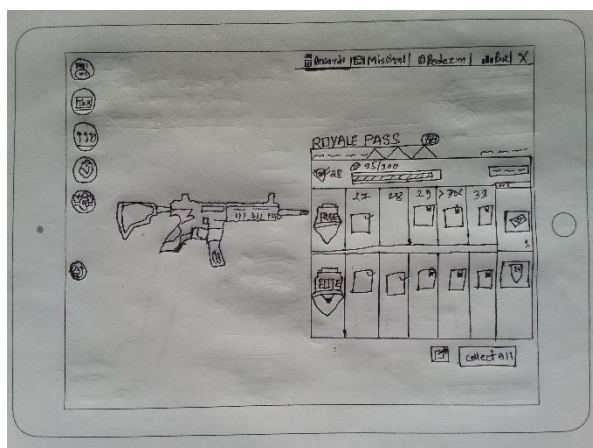 Rewards Missions Redeem Rank X
ROYALE PASS
28 95/100
27 28 29 30 31
FREE
ELITE
collect All